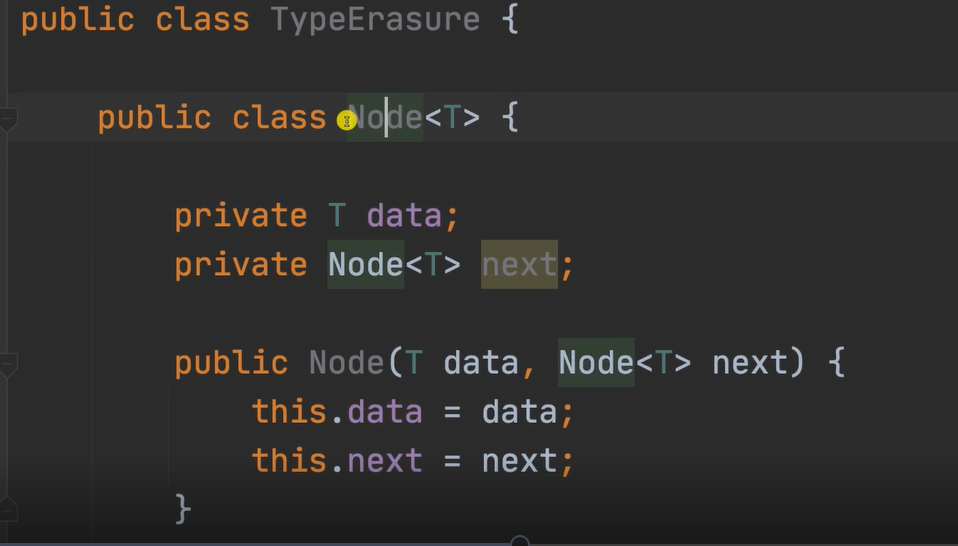 public class TypeErasure {
public class Node<T> {
private T data;
private Node<T> next;
public Node(T data, Node<T> next) {
this.data = data;
this.next = next;
}